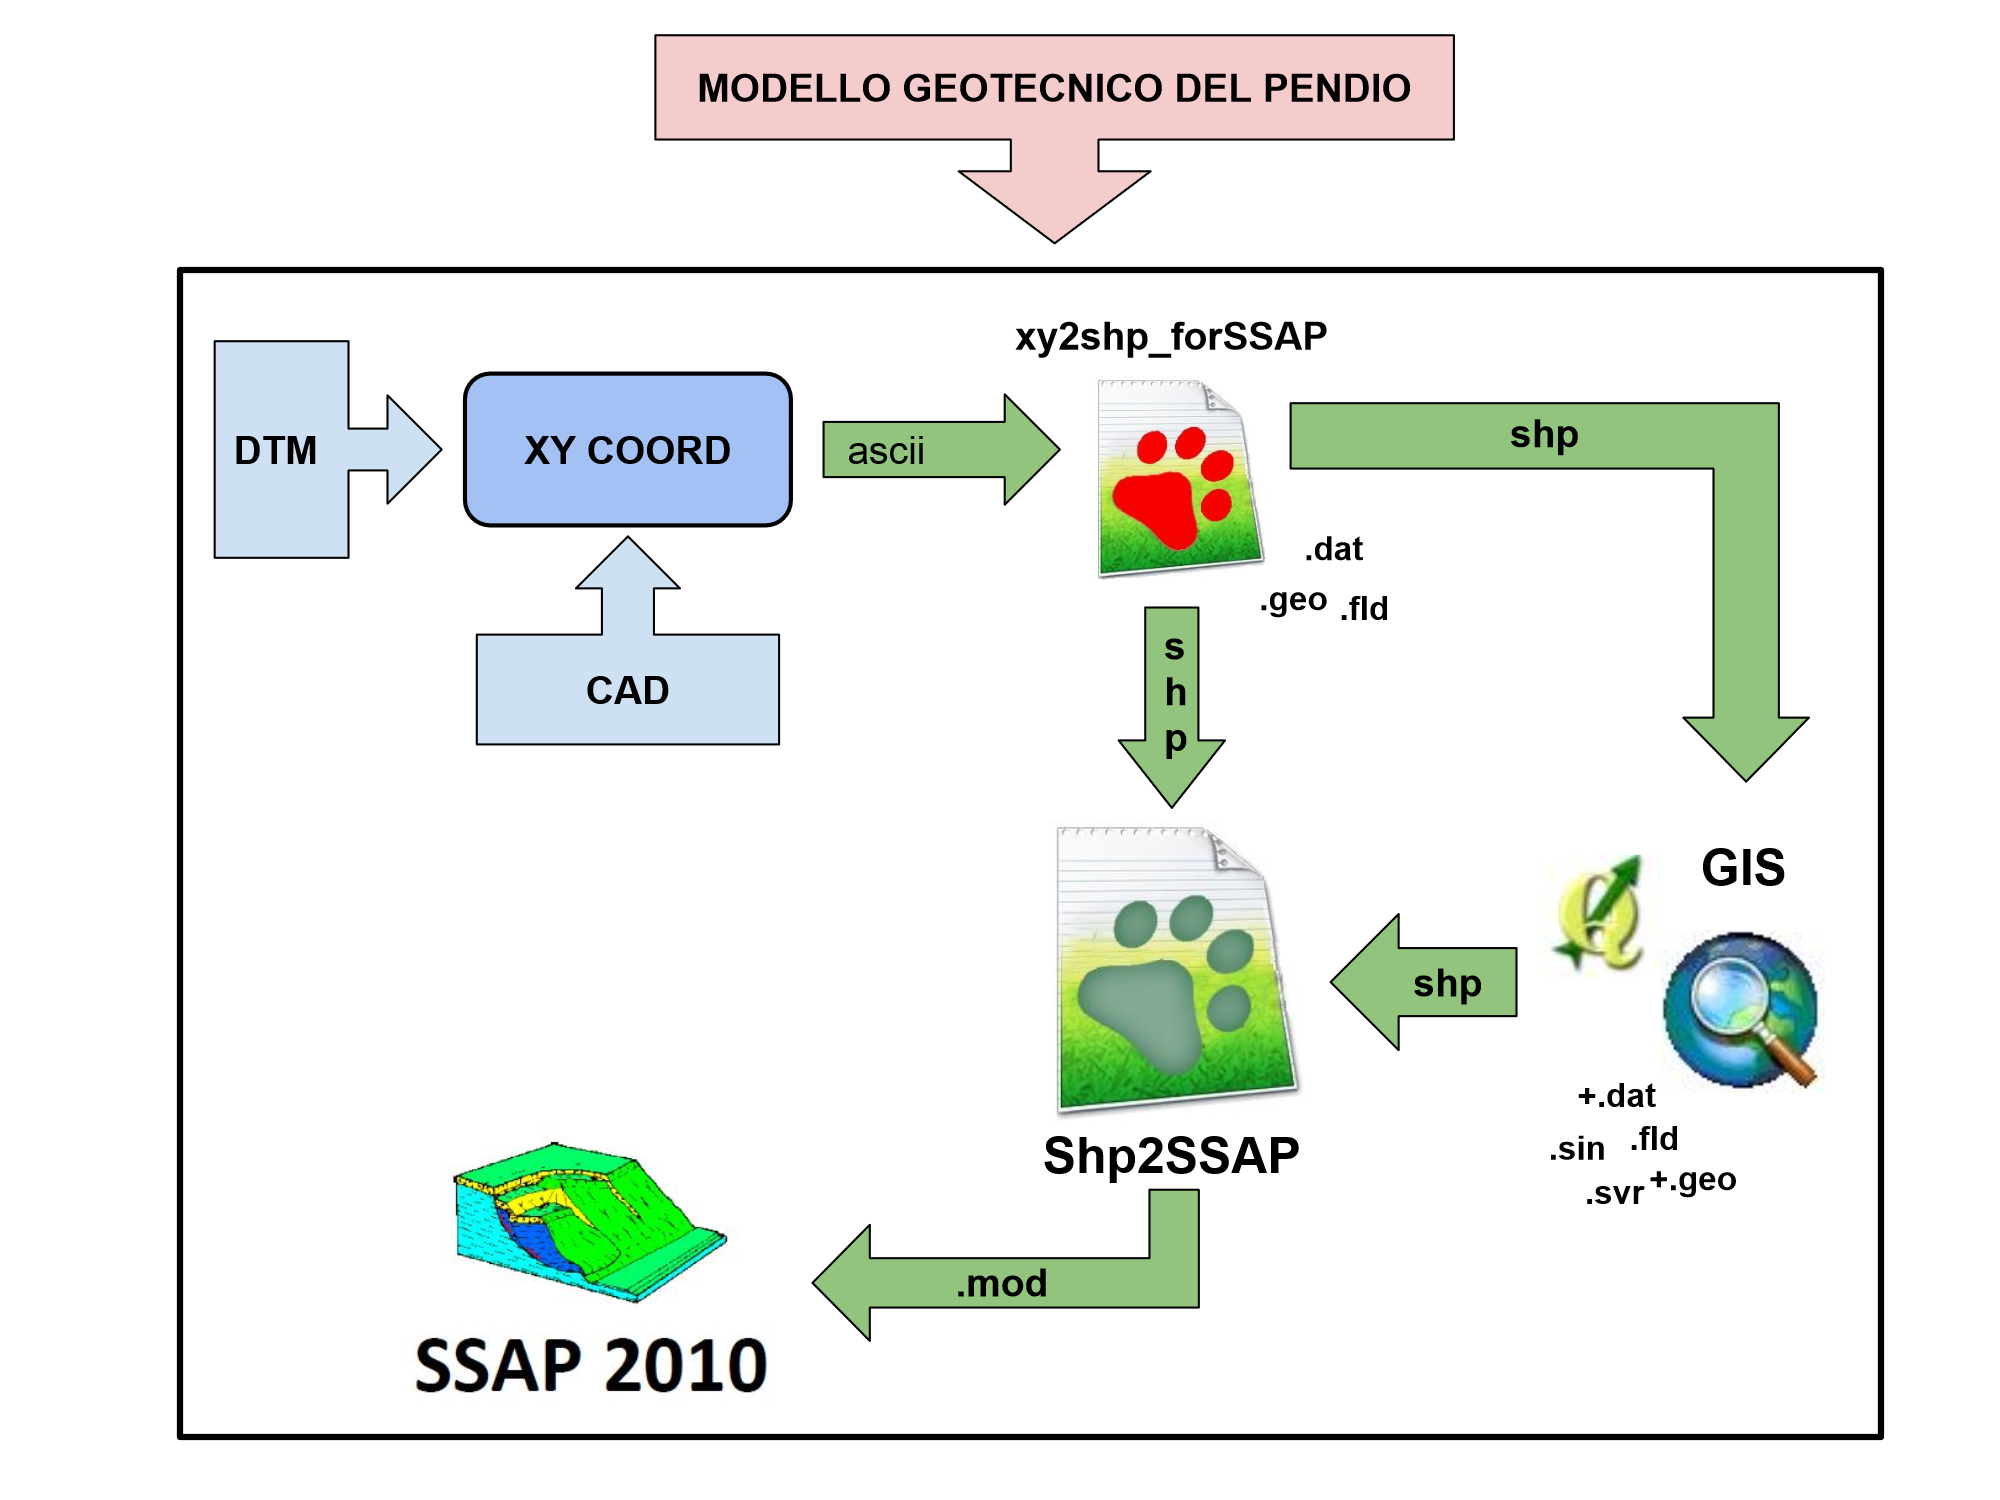 MODELLO GEOTECNICO DEL PENDIO
xy2shp_forSSAP
DTM
XY COORD
ascii
shp
.dat
.geo .fld
s
h
p
CAD
GIS
shp
+.dat
.sin .fld
.svr +.geo
Shp2SSAP
.mod
SSAP 2010